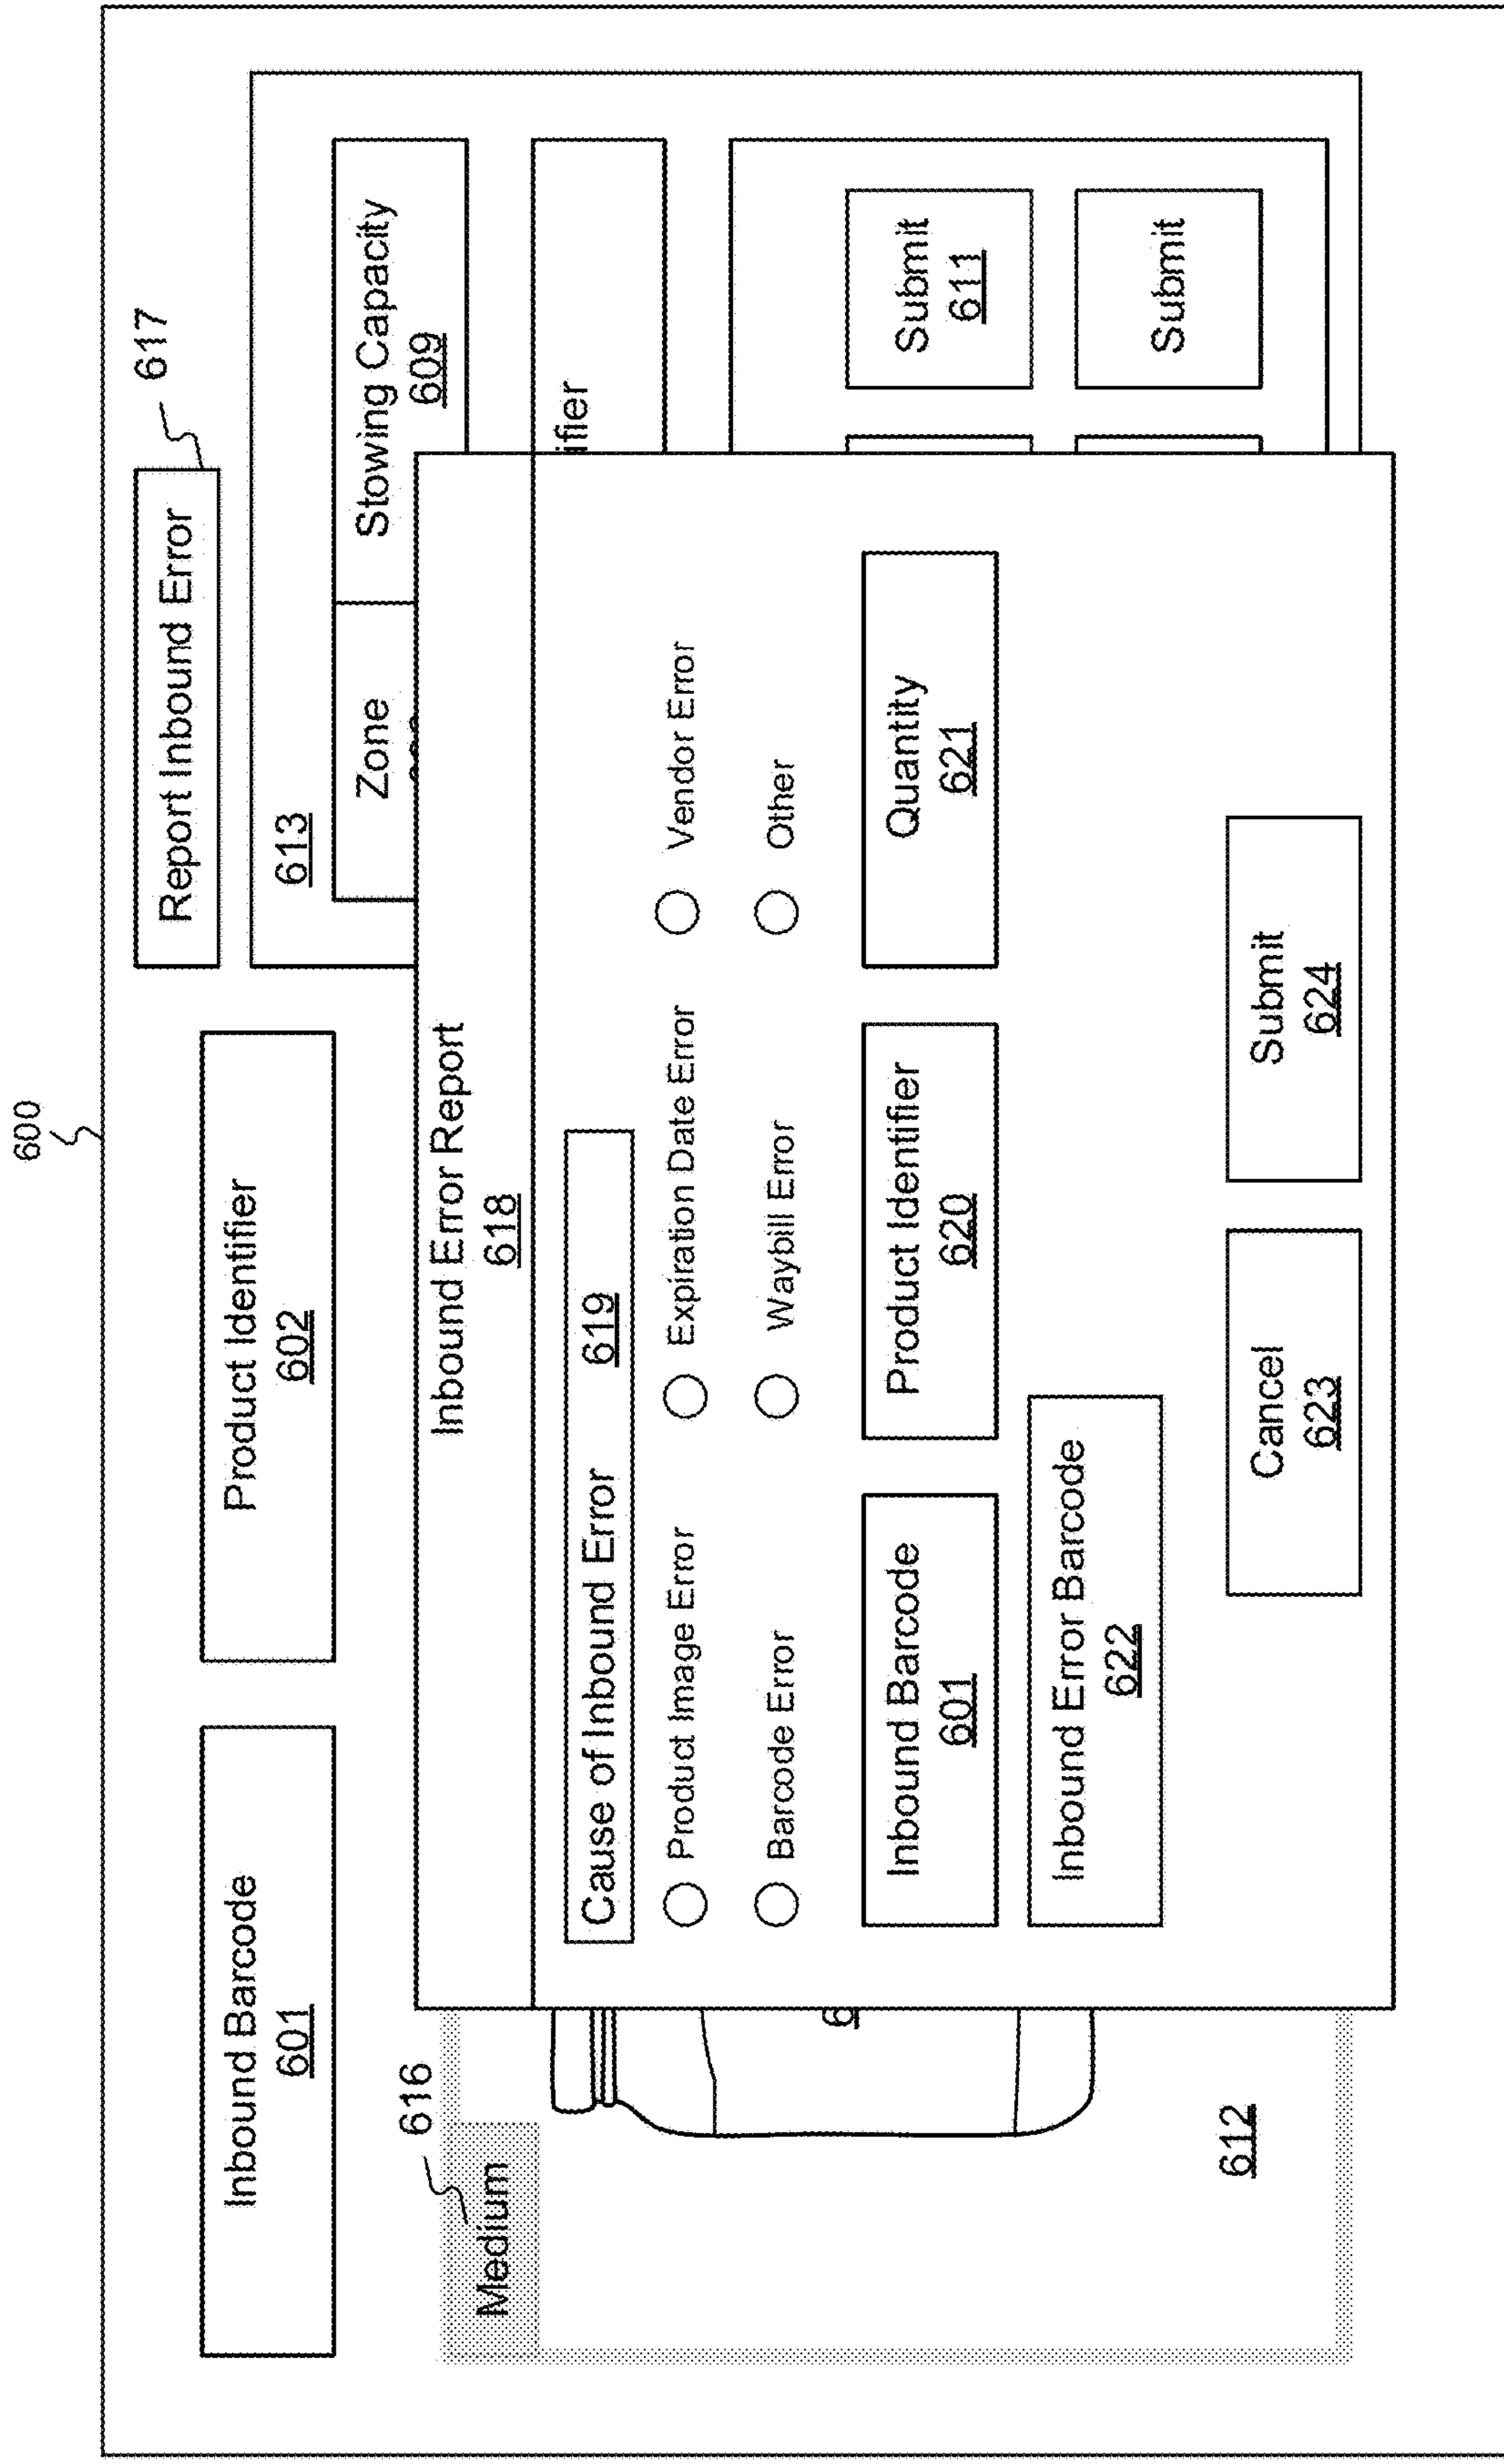 600
Inbound Barcode
601
Product Identifier
602
Report Inbound Error
617
613
Zone
Stowing Capacity
609
616
Medium
ifier
Submit
611
Submit
612
6
Inbound Error Report
618
Cause of Inbound Error 619
Product Image Error
Expiration Date Error
Vendor Error
Barcode Error
Waybill Error
Other
Inbound Barcode
601
Product Identifier
620
Quantity
621
Inbound Error Barcode
622
Cancel
623
Submit
624